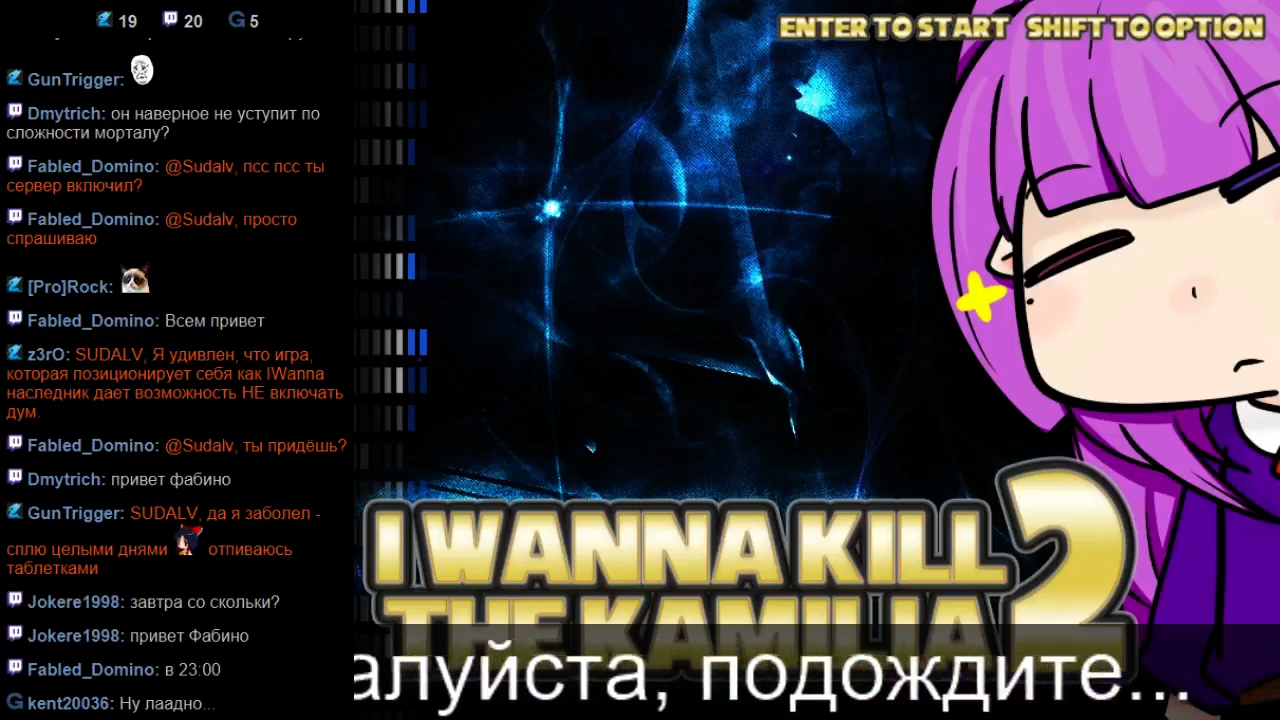 19 20 5
GunTrigger:
Dmytrich: он наверное не уступит по
сложности морталу?
Fabled_Domino: @Sudalv, псс псс ты
сервер включил?
Fabled_Domino: @Sudalv, просто
спрашиваю
[Pro]Rock:
Fabled_Domino: Всем привет
z3rO: SUDALV, Я удивлен, что игра,
которая позиционирует себя как IWanna
наследник дает возможность НЕ включать
дум.
Fabled_Domino: @Sudalv, ты придёшь?
Dmytrich: привет фабино
GunTrigger: SUDALV, да я заболел -
сплю целыми днями отпиваюсь
таблетками
Jokere1998: завтра со скольки?
Jokere1998: привет Фабино
Fabled_Domino: в 23:00
kent20036: Ну лаадно...
ENTER TO START SHIFT TO OPTION
I WANNA KILL
THE KAMILIA 2
алуйста, подождите...